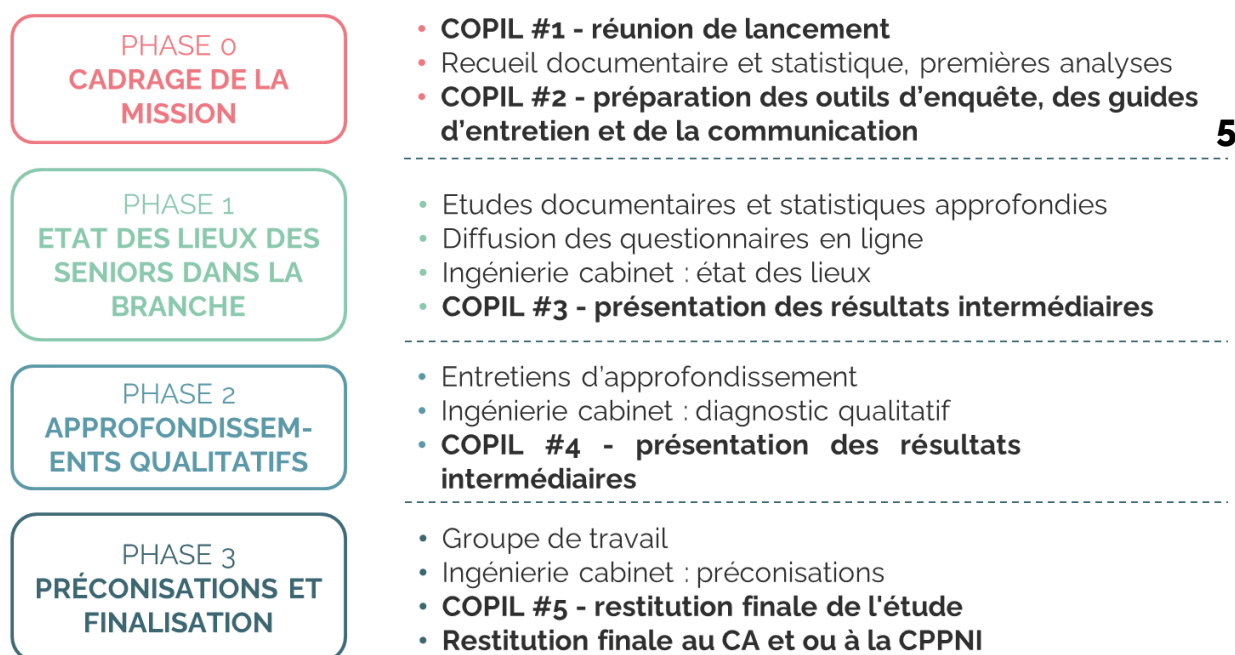 PHASE 0
CADRAGE DE LA
MISSION
• COPIL #1 - réunion de lancement
• Recueil documentaire et statistique, premières analyses
• COPIL #2 - préparation des outils d’enquête, des guides
d’entretien et de la communication
5
PHASE 1
ETAT DES LIEUX DES
SENIORS DANS LA
BRANCHE
• Etudes documentaires et statistiques approfondies
• Diffusion des questionnaires en ligne
• Ingénierie cabinet : état des lieux
• COPIL #3 - présentation des résultats intermédiaires
PHASE 2
APPROFONDISSEM-
ENTS QUALITATIFS
• Entretiens d’approfondissement
• Ingénierie cabinet : diagnostic qualitatif
• COPIL #4 - présentation des résultats
intermédiaires
PHASE 3
PRÉCONISATIONS ET
FINALISATION
• Groupe de travail
• Ingénierie cabinet : préconisations
• COPIL #5 - restitution finale de l'étude
• Restitution finale au CA et ou à la CPPNI